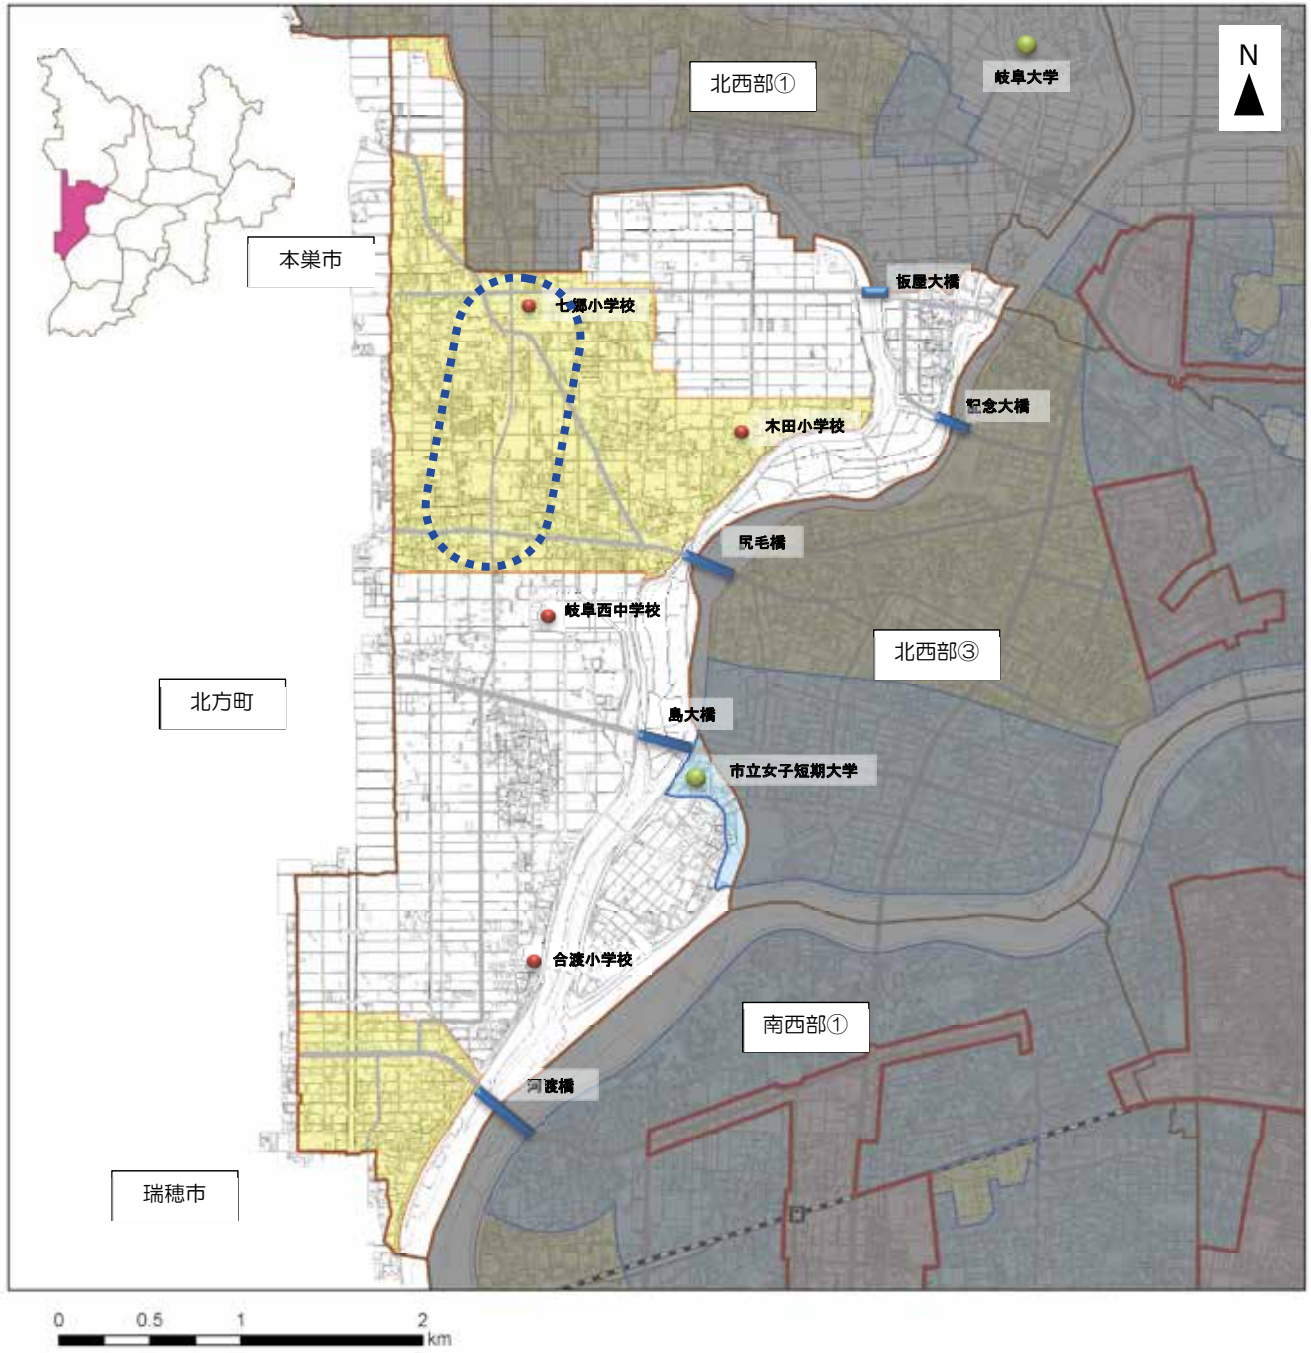 北西部①
岐阜大学
N
本巣市
七郷小学校
板屋大橋
記念大橋
木田小学校
尻毛橋
岐阜西中学校
北西部③
北方町
島大橋
市立女子短期大学
合渡小学校
南西部①
河渡橋
瑞穂市
0 0.5 1 2
km